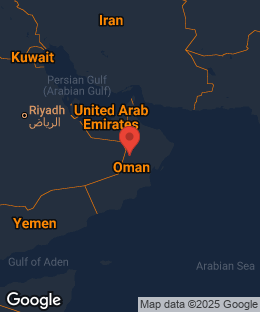 Iran
Kuwait
Persian Gulf
(Arabian Gulf)
Riyadh
الرياض
United Arab
Emirates
Oman
Yemen
Gulf of Aden
Arabian Sea
Google
Map data ©2025 Google